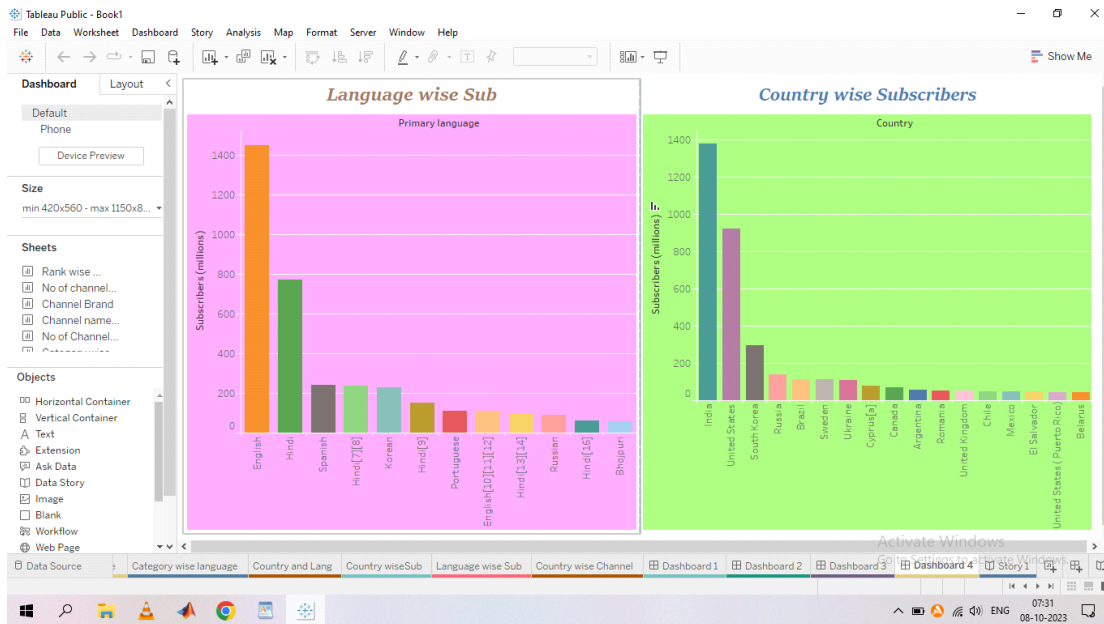 Tableau Public - Book1
File Data Worksheet Dashboard Story Analysis Map Format Server Window Help
Show Me
Dashboard Layout
Default
Phone
Device Preview
Size
min 420x560 - max 1150x8...
Sheets
Rank wise ...
No of channel...
Channel Brand
Channel name...
No of Channel...
Objects
Horizontal Container
Vertical Container
Text
Extension
Ask Data
Data Story
Image
Blank
Workflow
Web Page
Language wise Sub
Primary language
Subscribers (millions)
1400
1200
1000
800
600
400
200
0
English
Hindi
Spanish
Hindi[7][8]
Korean
Hindi[9]
Portuguese
English[10][11][12]
Hindi[13][14]
Russian
Hindi[16]
Bhojpuri
Country wise Subscribers
Country
Subscribers (millions)
1400
1200
1000
800
600
400
200
0
India
United States
South Korea
Russia
Brazil
Sweden
Ukraine
Cyprus[a]
Canada
Argentina
Romania
United Kingdom
Chile
Mexico
El Salvador
United States ( Puerto Rico)
Belarus
Activate Windows
Go to Settings to activate Windows.
Data Source Category wise language Country and Lang Country wiseSub Language wise Sub Country wise Channel Dashboard 1 Dashboard 2 Dashboard 3 Dashboard 4 Story 1
ENG
07:31
08-10-2023